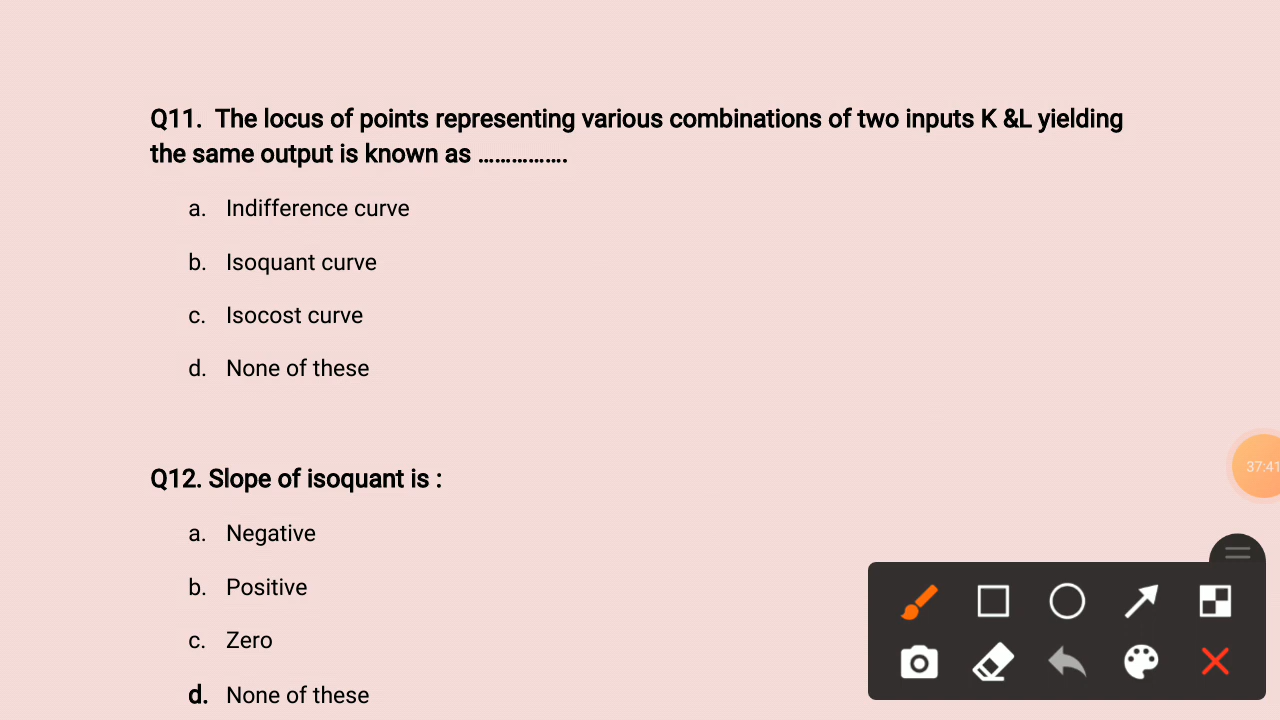 Q11. The locus of points representing various combinations of two inputs K &L yielding
the same output is known as ................
a. Indifference curve
b. Isoquant curve
c. Isocost curve
d. None of these
Q12. Slope of isoquant is :
a. Negative
b. Positive
c. Zero
d. None of these
37:41